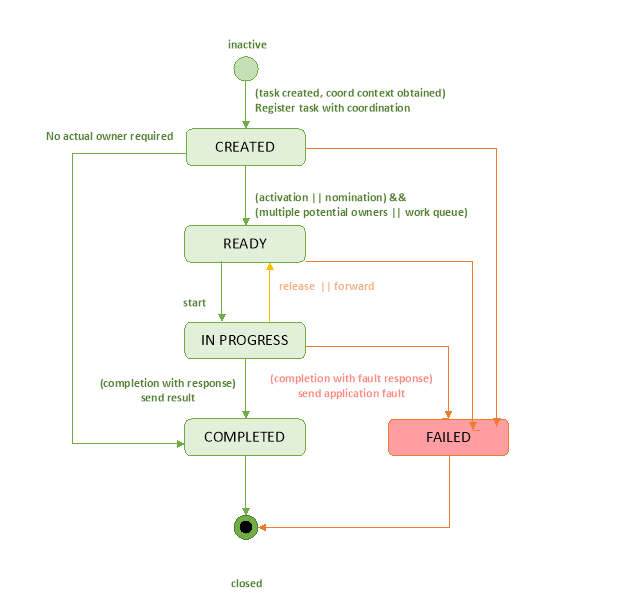 inactive
(task created, coord context obtained)
Register task with coordination
No actual owner required
CREATED
(activation || nomination) &&
(multiple potential owners || work queue)
READY
release || forward
start
IN PROGRESS
(completion with response)
send result
(completion with fault response)
send application fault
COMPLETED
FAILED
closed